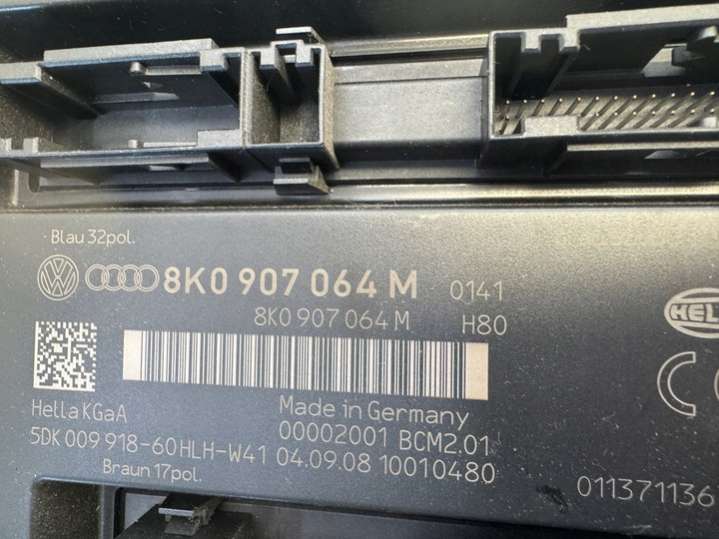 Blau 32pol.
8K0 907 064 M 0141
8K0 907 064 M H80
Hella KGaA Made in Germany
00002001 BCM2.01
5DK 009 918-60 HLH-W41 04.09.08 10010480
Braun 17pol.
011371136